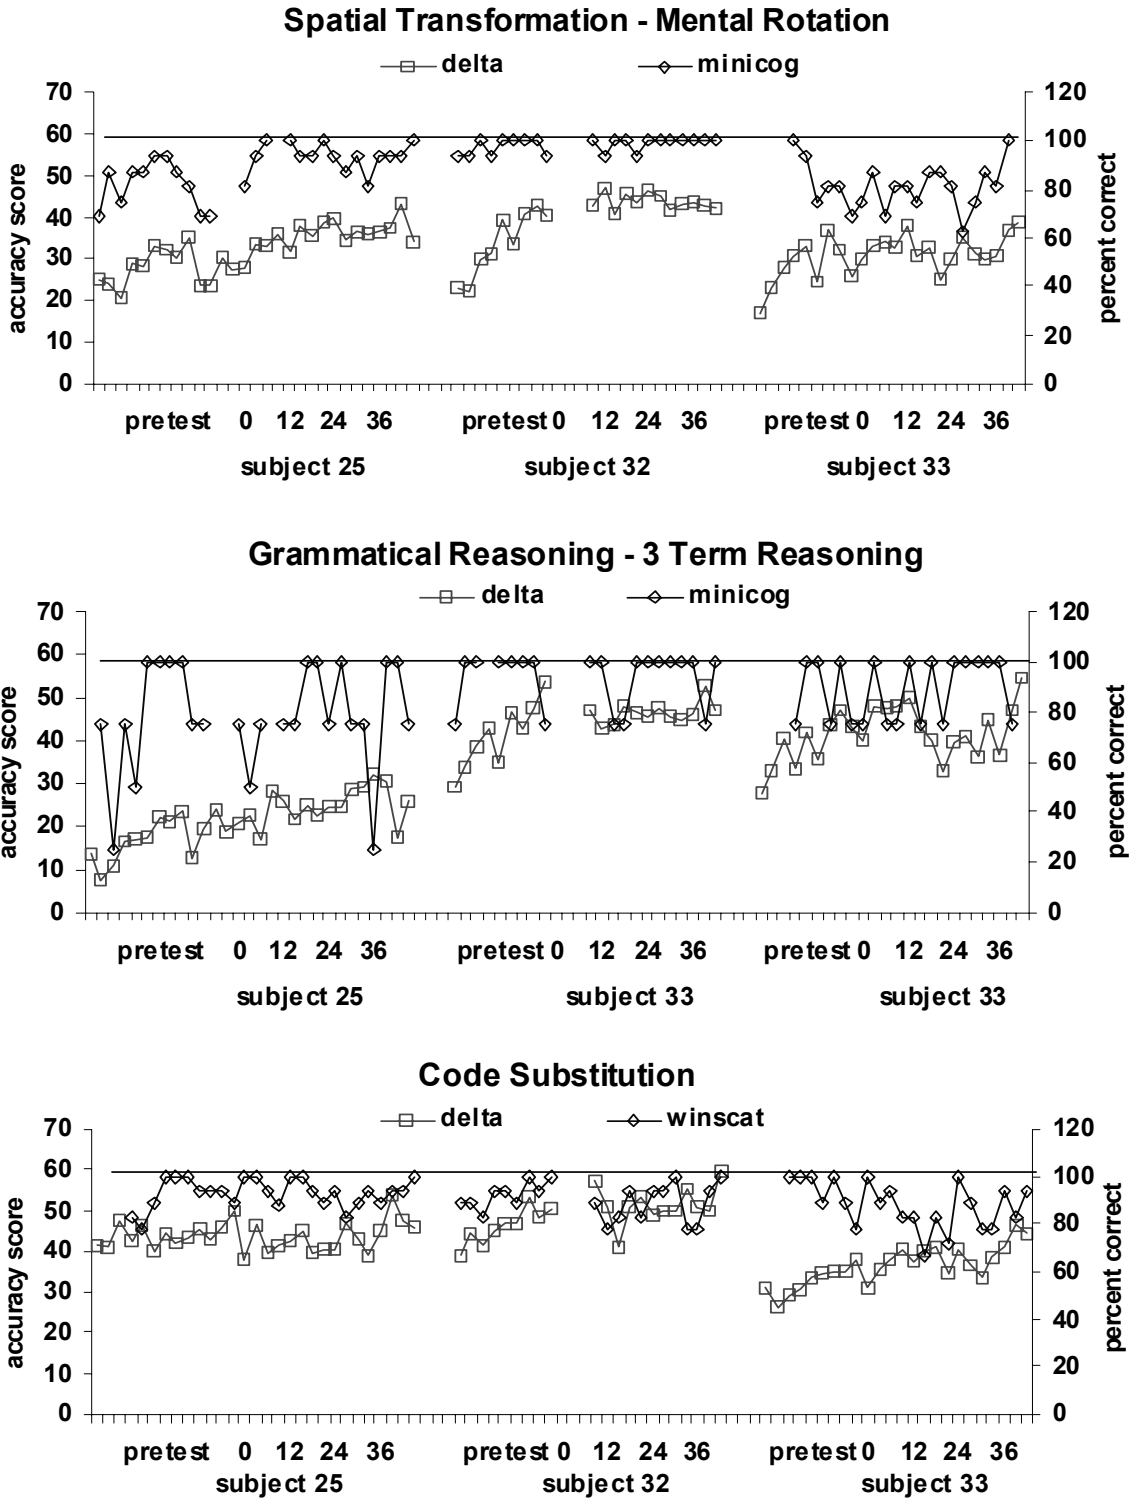 Spatial Transformation - Mental Rotation
delta minicog
70 120
60 100
50 80
40
30 60
20 40
10 20
0 0
accuracy score
percent correct
pretest 0 12 24 36 pretest 0 12 24 36 pretest 0 12 24 36
subject 25 subject 32 subject 33
Grammatical Reasoning - 3 Term Reasoning
delta minicog
70 120
60 100
50 80
40
30 60
20 40
10 20
0 0
accuracy score
percent correct
pretest 0 12 24 36 pretest 0 12 24 36 pretest 0 12 24 36
subject 25 subject 33 subject 33
Code Substitution
delta winscat
70 120
60 100
50 80
40
30 60
20 40
10 20
0 0
accuracy score
percent correct
pretest 0 12 24 36 pretest 0 12 24 36 pretest 0 12 24 36
subject 25 subject 32 subject 33